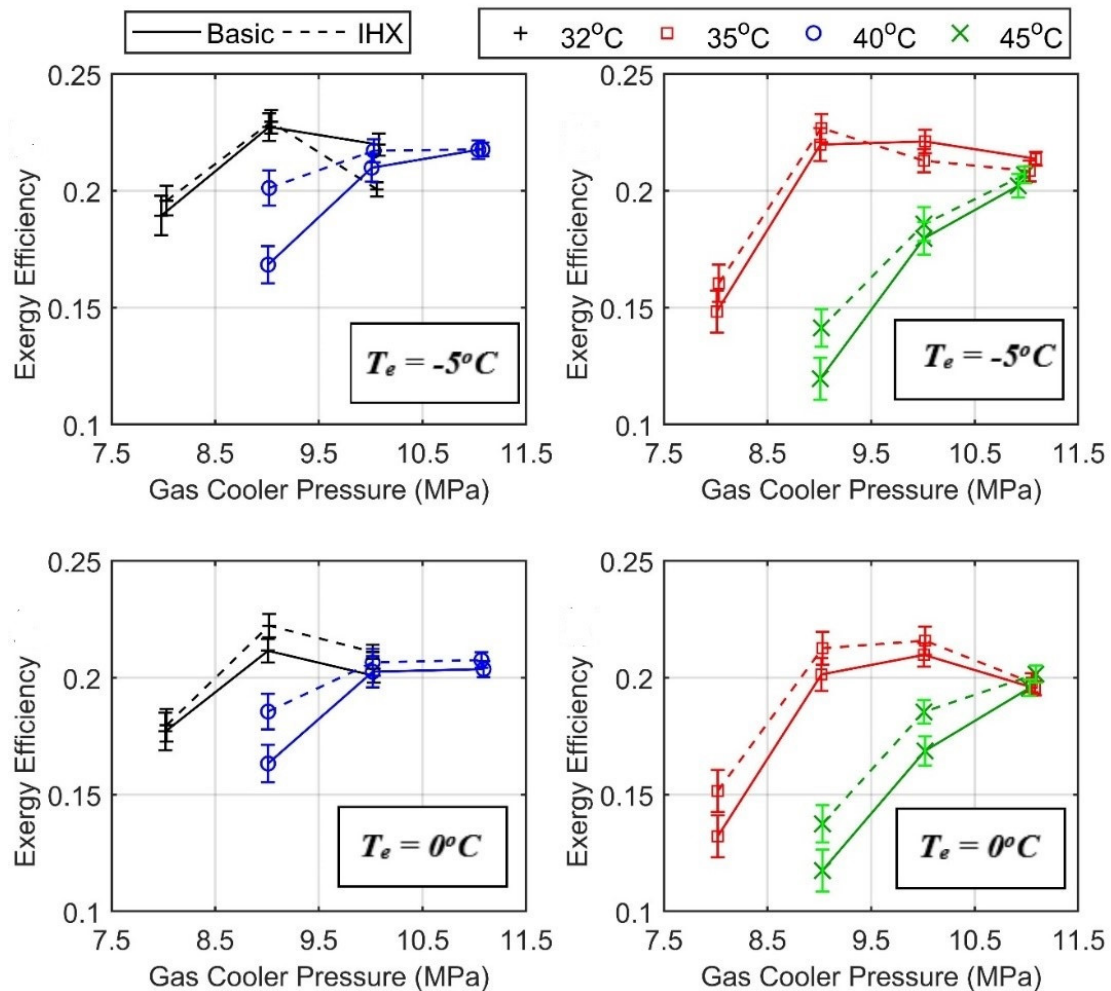 Basic IHX
32°C 35°C 40°C 45°C
0.25
0.2
0.15
0.1
Exergy Efficiency
T_e = -5°C
7.5 8.5 9.5 10.5 11.5
Gas Cooler Pressure (MPa)
0.25
0.2
0.15
0.1
Exergy Efficiency
T_e = -5°C
7.5 8.5 9.5 10.5 11.5
Gas Cooler Pressure (MPa)
0.25
0.2
0.15
0.1
Exergy Efficiency
T_e = 0°C
7.5 8.5 9.5 10.5 11.5
Gas Cooler Pressure (MPa)
0.25
0.2
0.15
0.1
Exergy Efficiency
T_e = 0°C
7.5 8.5 9.5 10.5 11.5
Gas Cooler Pressure (MPa)